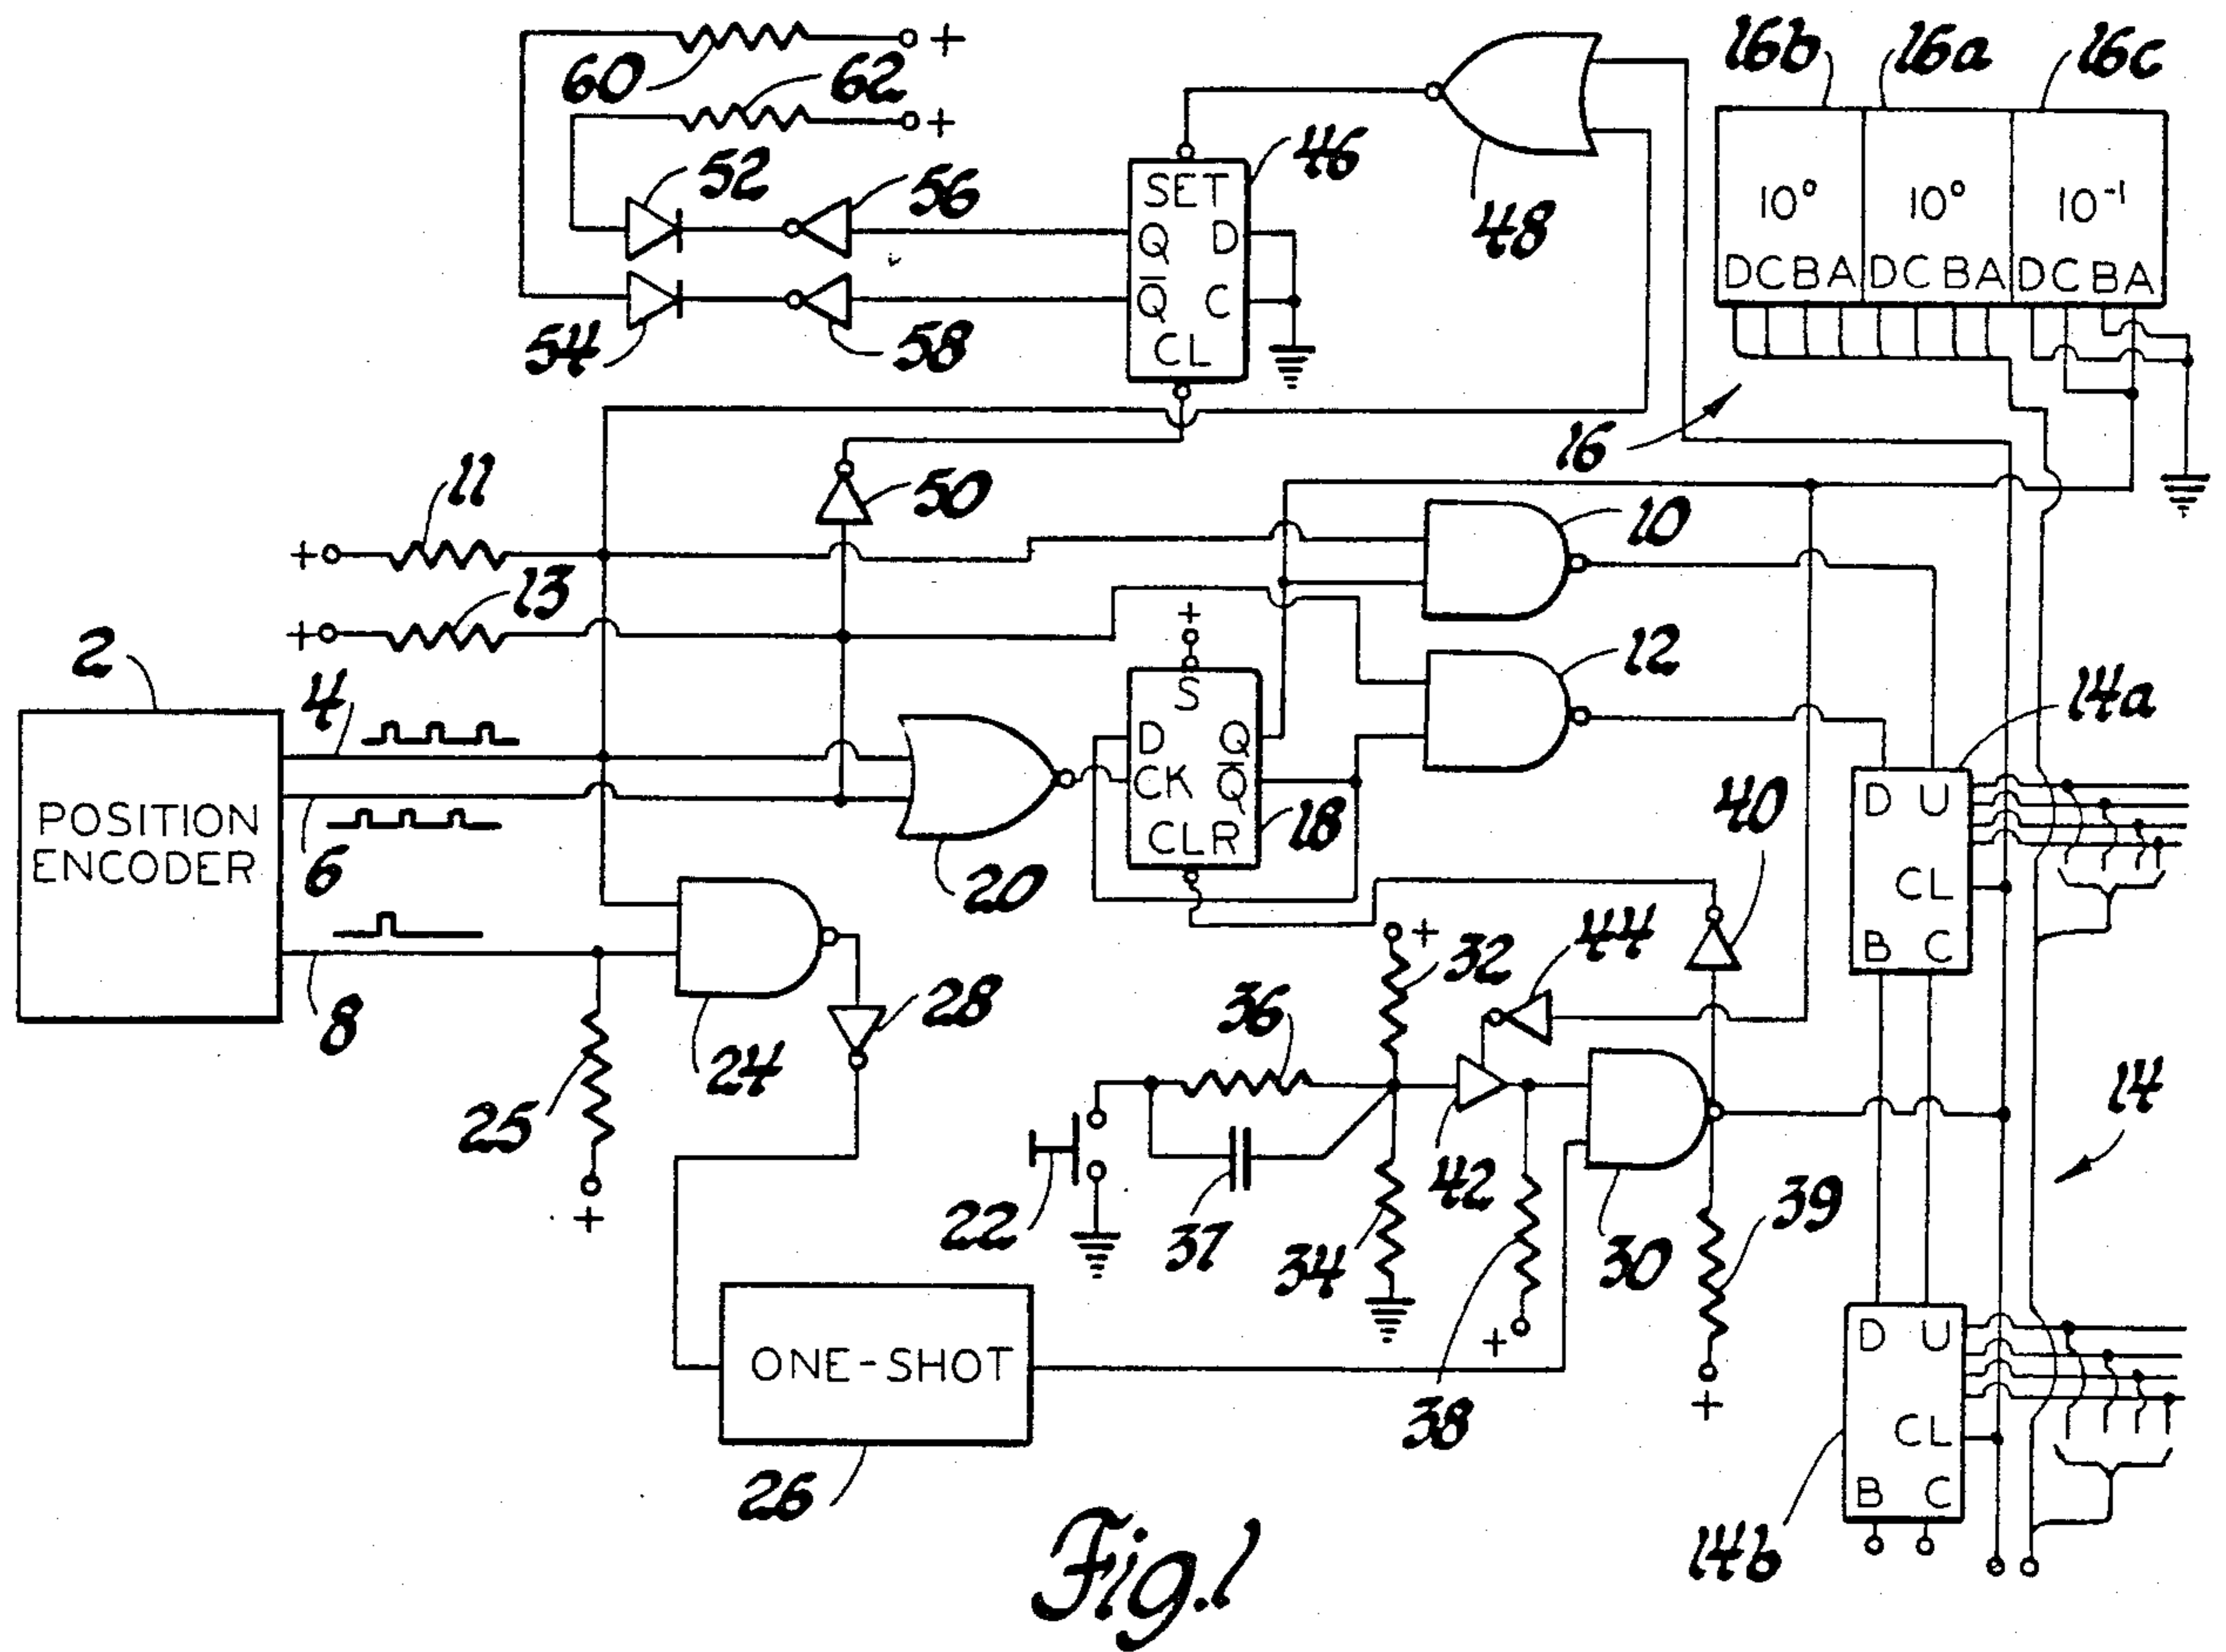 60
+
62
+
52
56
54
58
SET
Q D
Q̅ C
CL
46
48
16b 16a 16c
10⁰ 10⁰ 10⁻¹
DCBA DCBA DCBA
16
11
+
13
+
50
10
12
2
POSITION
ENCODER
4
6
8
20
+
S
D Q
CK Q̅
CLR
18
14a
D U
CL
B C
40
44
+
32
36
24
28
25
+
22
37
34
42
38
+
30
39
+
14
ONE-SHOT
26
D U
CL
B C
14b
Fig.1